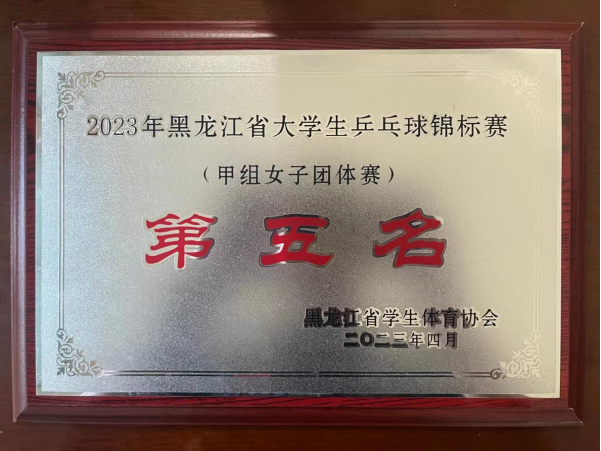 2023年黑龙江省大学生乒乓球锦标赛
（甲组女子团体赛）
第五名
黑龙江省学生体育协会
二〇二三年四月